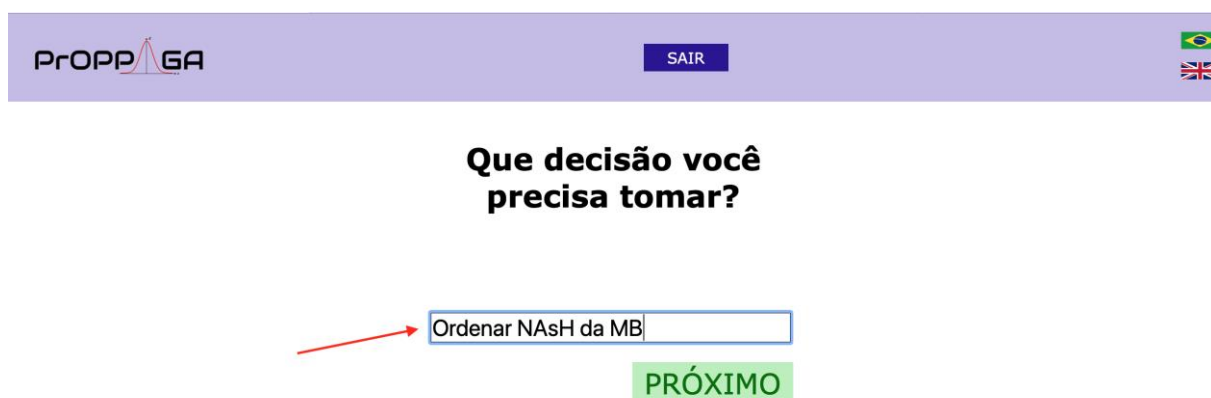 PrOPPAGA
SAIR
Que decisão você
precisa tomar?
Ordenar NAsH da MB
PRÓXIMO